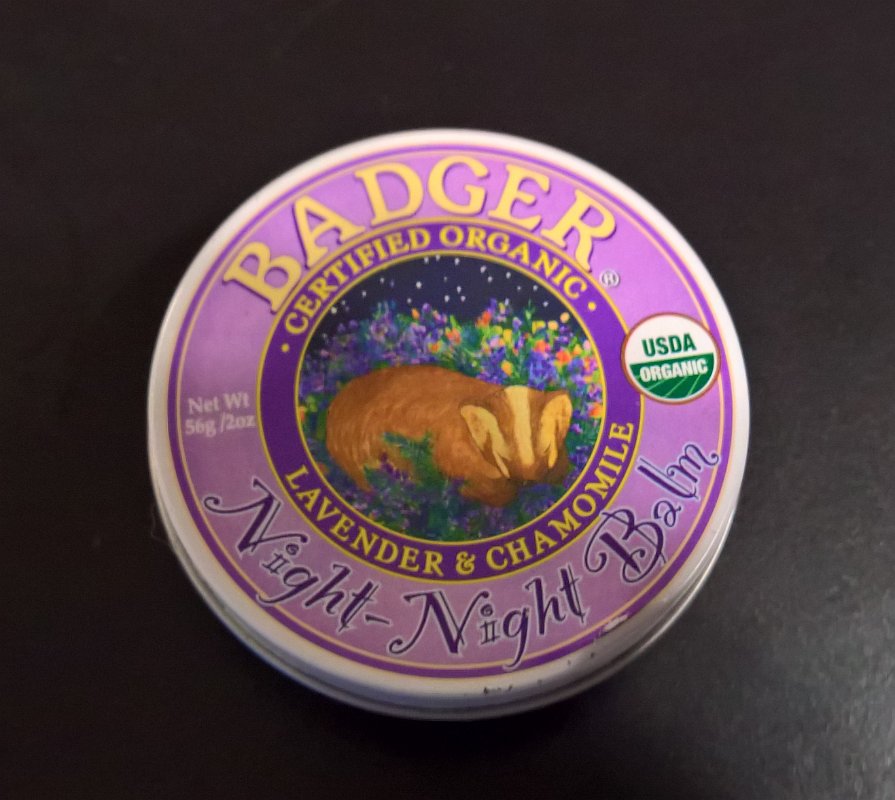 BADGER®
· CERTIFIED ORGANIC ·
USDA
ORGANIC
Net Wt
56g /2oz
LAVENDER & CHAMOMILE
Night-Night Balm